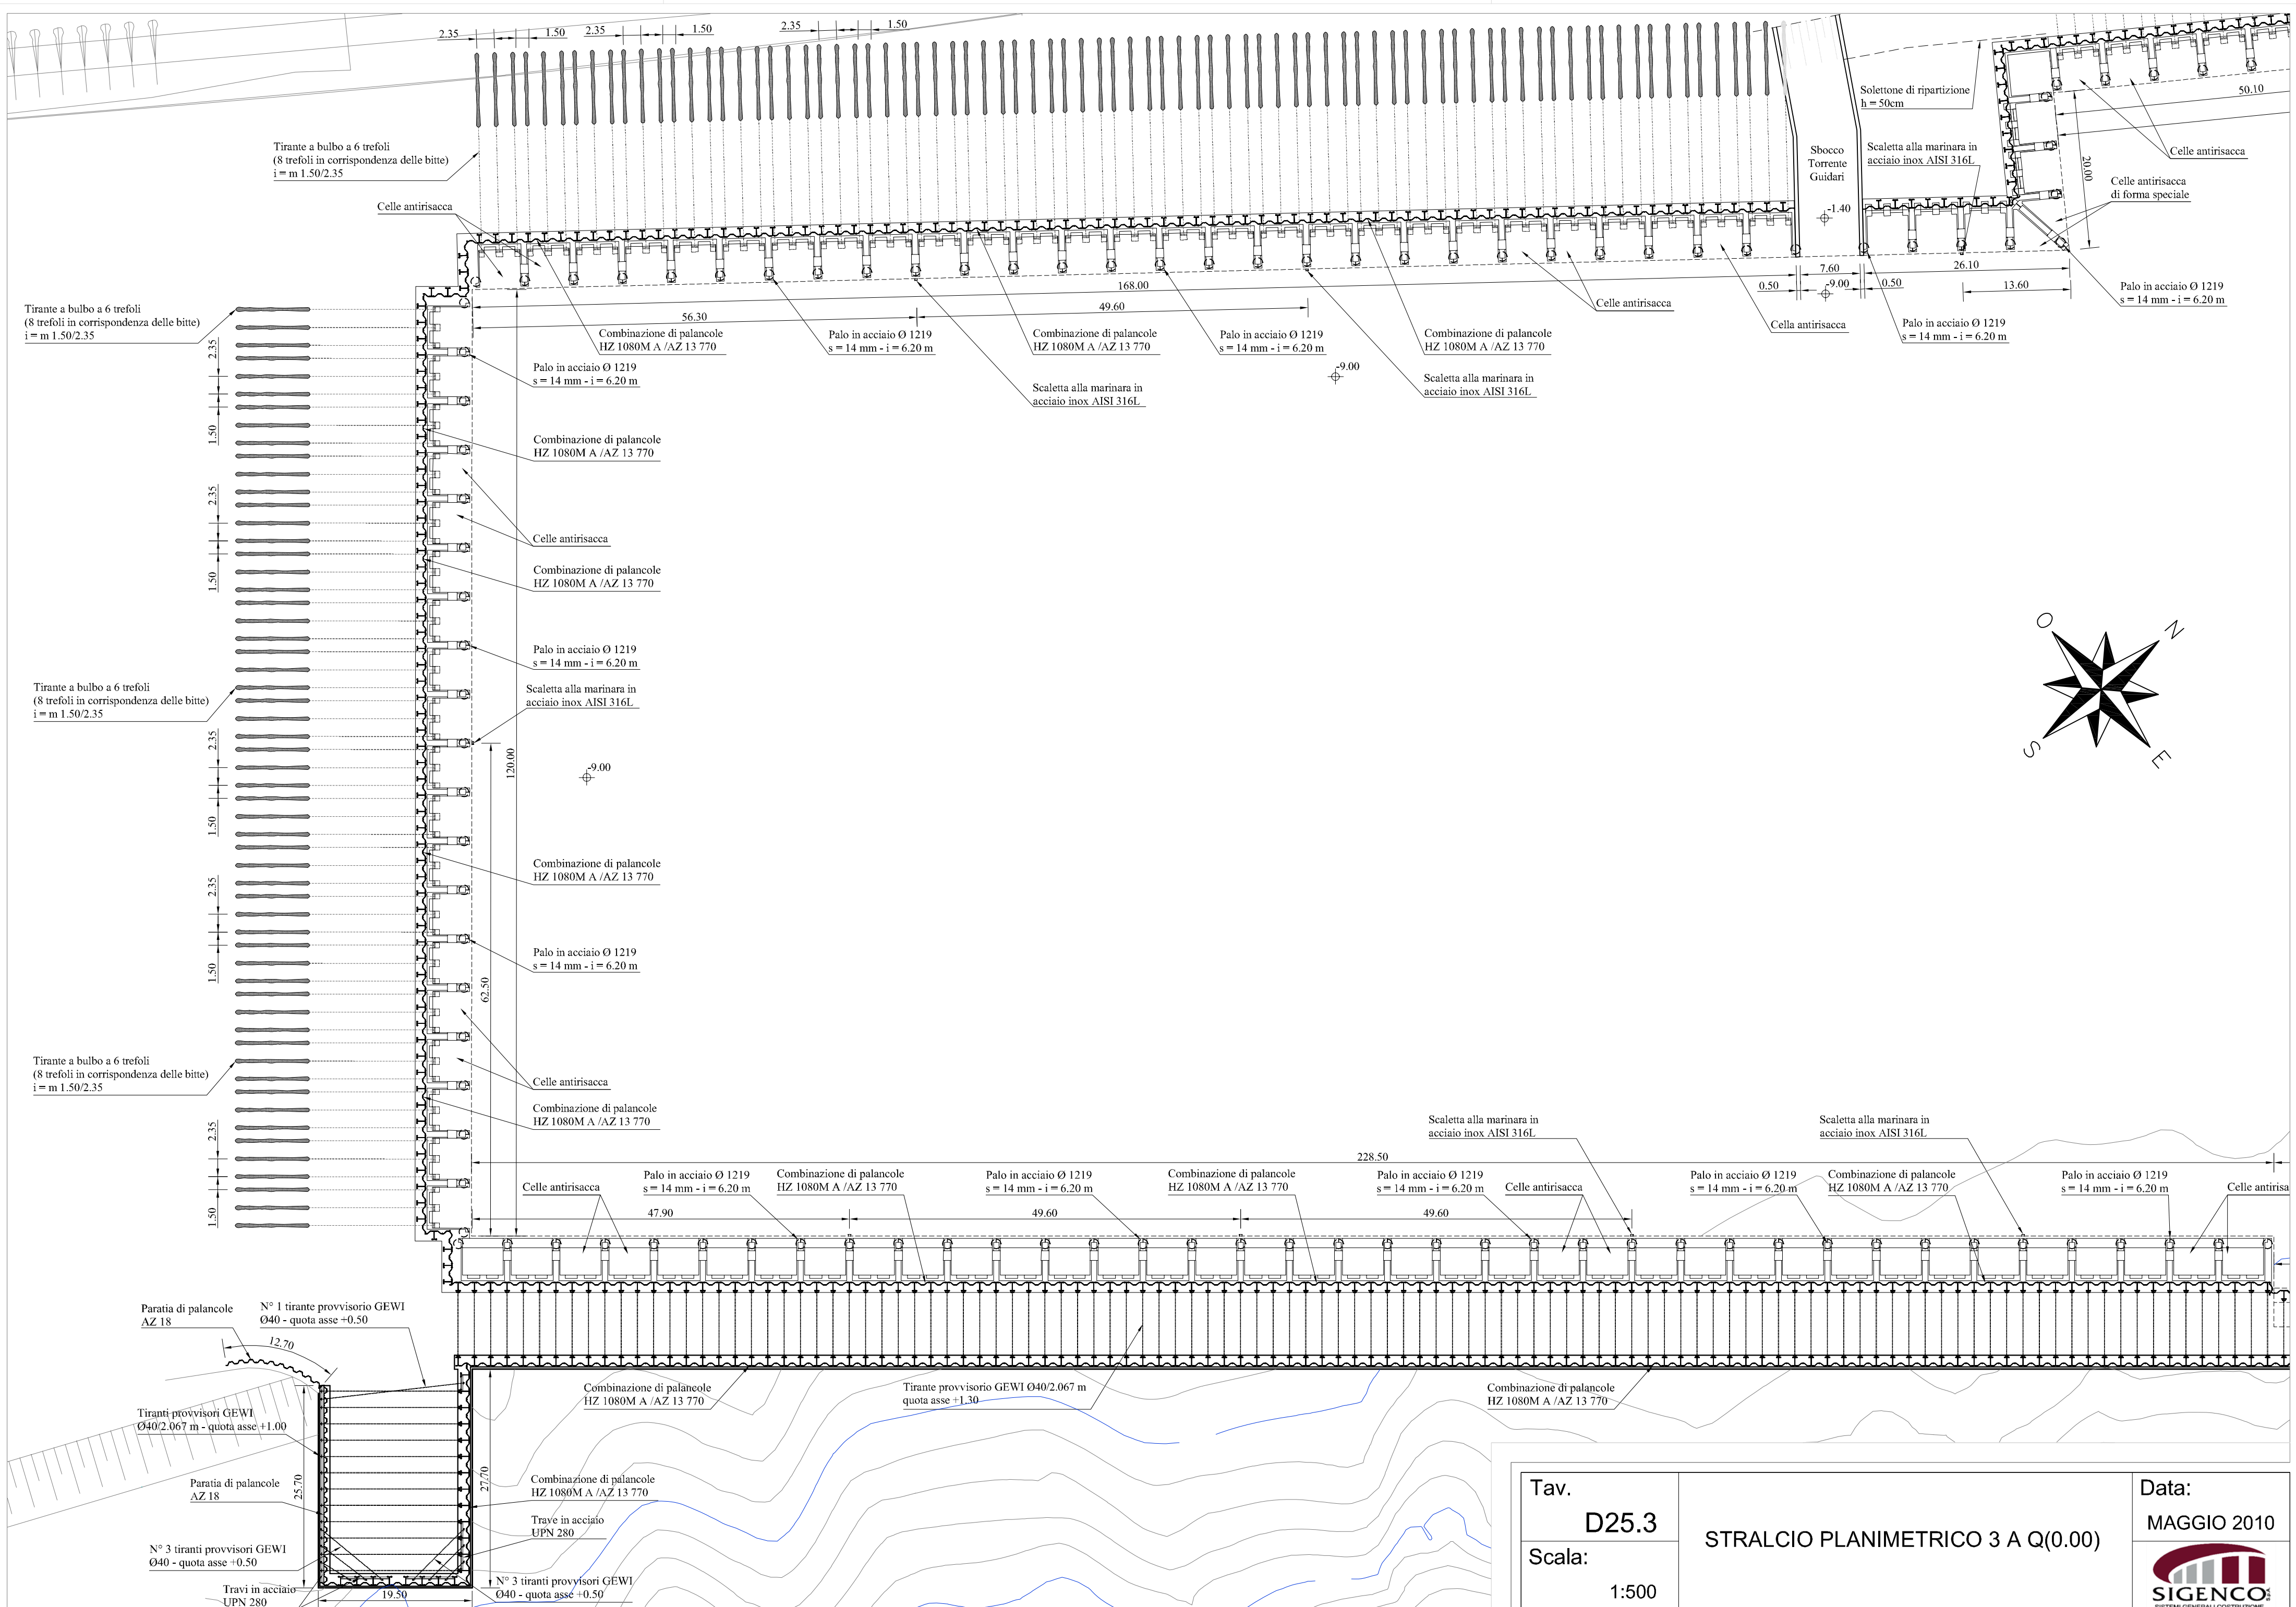 2.35
1.50
2.35
1.50
2.35
1.50
Tirante a bulbo a 6 trefoli
(8 trefoli in corrispondenza delle bitte)
i = m 1.50/2.35
Celle antirisacca
Solettone di ripartizione
h = 50cm
50.10
Sbocco
Torrente
Guidari
Scaletta alla marinara in
acciaio inox AISI 316L
Celle antirisacca
20.00
Celle antirisacca
di forma speciale
-1.40
168.00
7.60
26.10
0.50
-9.00
0.50
13.60
Palo in acciaio Ø 1219
s = 14 mm - i = 6.20 m
Tirante a bulbo a 6 trefoli
(8 trefoli in corrispondenza delle bitte)
i = m 1.50/2.35
56.30
49.60
Celle antirisacca
Combinazione di palancole
HZ 1080M A /AZ 13 770
Palo in acciaio Ø 1219
s = 14 mm - i = 6.20 m
Combinazione di palancole
HZ 1080M A /AZ 13 770
Palo in acciaio Ø 1219
s = 14 mm - i = 6.20 m
Combinazione di palancole
HZ 1080M A /AZ 13 770
Cella antirisacca
Palo in acciaio Ø 1219
s = 14 mm - i = 6.20 m
2.35
Palo in acciaio Ø 1219
s = 14 mm - i = 6.20 m
-9.00
Scaletta alla marinara in
acciaio inox AISI 316L
Scaletta alla marinara in
acciaio inox AISI 316L
1.50
Combinazione di palancole
HZ 1080M A /AZ 13 770
2.35
Celle antirisacca
1.50
Combinazione di palancole
HZ 1080M A /AZ 13 770
O
N
S
E
Palo in acciaio Ø 1219
s = 14 mm - i = 6.20 m
Tirante a bulbo a 6 trefoli
(8 trefoli in corrispondenza delle bitte)
i = m 1.50/2.35
Scaletta alla marinara in
acciaio inox AISI 316L
2.35
120.00
-9.00
1.50
Combinazione di palancole
HZ 1080M A /AZ 13 770
2.35
Palo in acciaio Ø 1219
s = 14 mm - i = 6.20 m
1.50
62.50
Tirante a bulbo a 6 trefoli
(8 trefoli in corrispondenza delle bitte)
i = m 1.50/2.35
Celle antirisacca
Combinazione di palancole
HZ 1080M A /AZ 13 770
2.35
1.50
Scaletta alla marinara in
acciaio inox AISI 316L
Scaletta alla marinara in
acciaio inox AISI 316L
228.50
Celle antirisacca
Palo in acciaio Ø 1219
s = 14 mm - i = 6.20 m
Combinazione di palancole
HZ 1080M A /AZ 13 770
Palo in acciaio Ø 1219
s = 14 mm - i = 6.20 m
Combinazione di palancole
HZ 1080M A /AZ 13 770
Palo in acciaio Ø 1219
s = 14 mm - i = 6.20 m
Celle antirisacca
Palo in acciaio Ø 1219
s = 14 mm - i = 6.20 m
Combinazione di palancole
HZ 1080M A /AZ 13 770
Palo in acciaio Ø 1219
s = 14 mm - i = 6.20 m
Celle antirisa
47.90
49.60
49.60
Paratia di palancole
AZ 18
N° 1 tirante provvisorio GEWI
Ø40 - quota asse +0.50
12.70
Combinazione di palancole
HZ 1080M A /AZ 13 770
Tirante provvisorio GEWI Ø40/2.067 m
quota asse +1.30
Combinazione di palancole
HZ 1080M A /AZ 13 770
Tiranti provvisori GEWI
Ø40/2.067 m - quota asse +1.00
Paratia di palancole
AZ 18
25.70
27.70
Combinazione di palancole
HZ 1080M A /AZ 13 770
Trave in acciaio
UPN 280
N° 3 tiranti provvisori GEWI
Ø40 - quota asse +0.50
N° 3 tiranti provvisori GEWI
Ø40 - quota asse +0.50
Travi in acciaio
UPN 280
19.50
Tav.
D25.3
Scala:
1:500
STRALCIO PLANIMETRICO 3 A Q(0.00)
Data:
MAGGIO 2010
SIGENCO